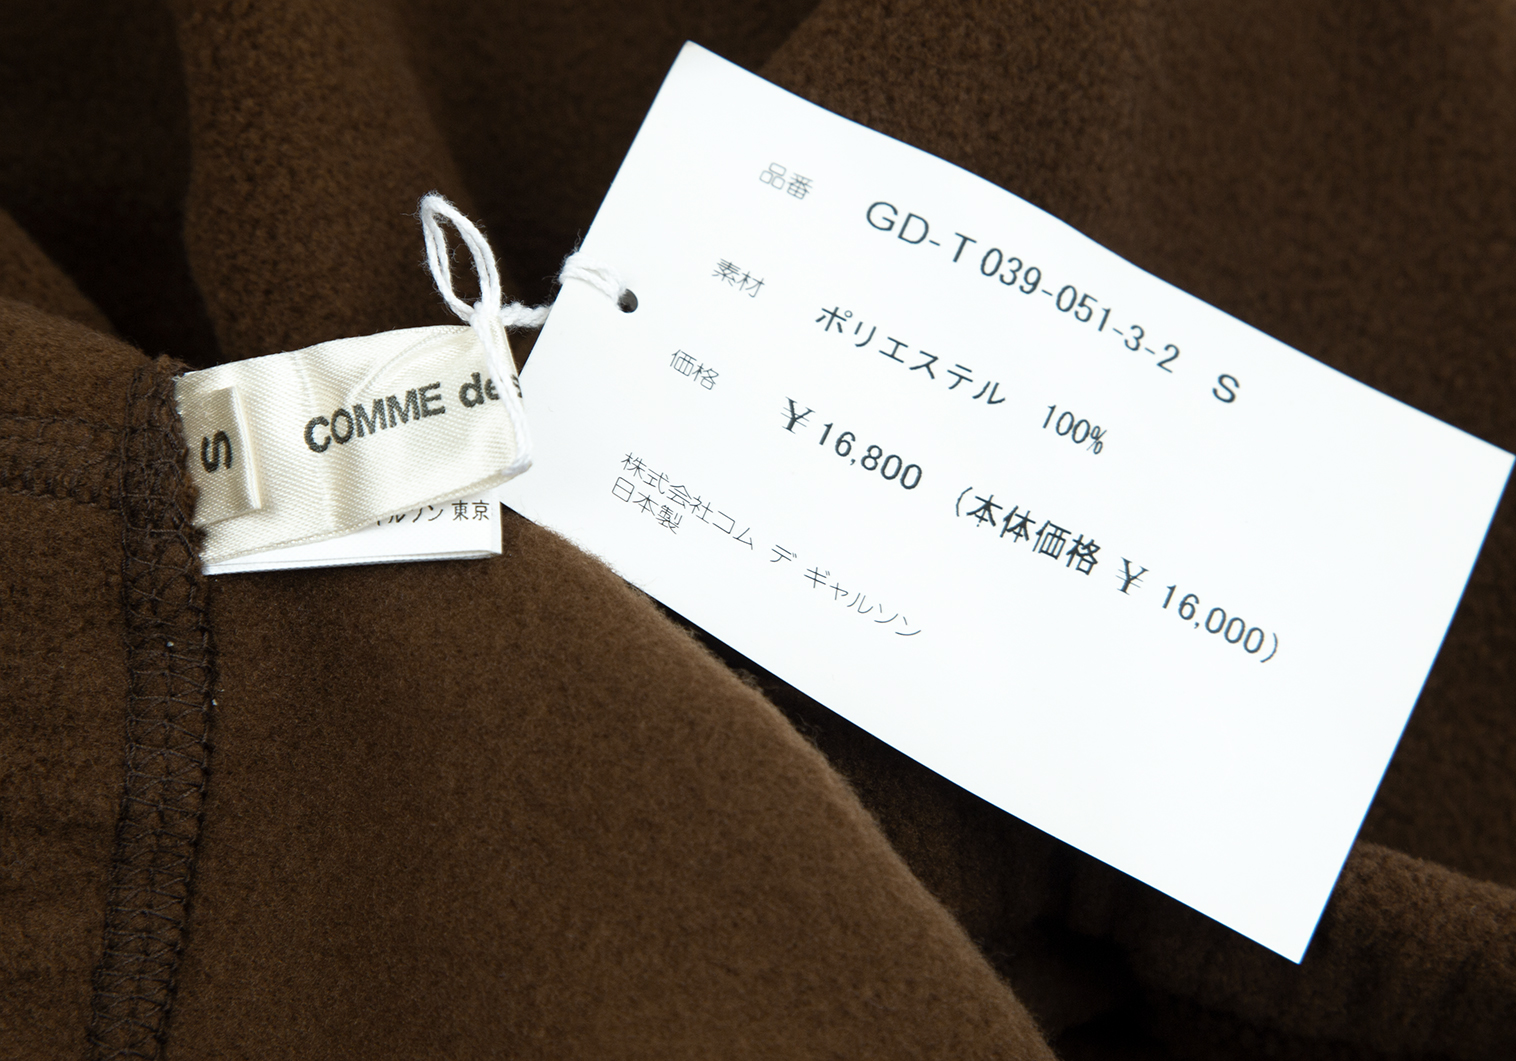 品番 GD-T039-051-3-2 S
素材 ポリエステル 100%
価格 ¥16,800 (本体価格 ¥16,000)
株式会社コム デ ギャルソン
日本製
S
COMME des
ャルソン 東京